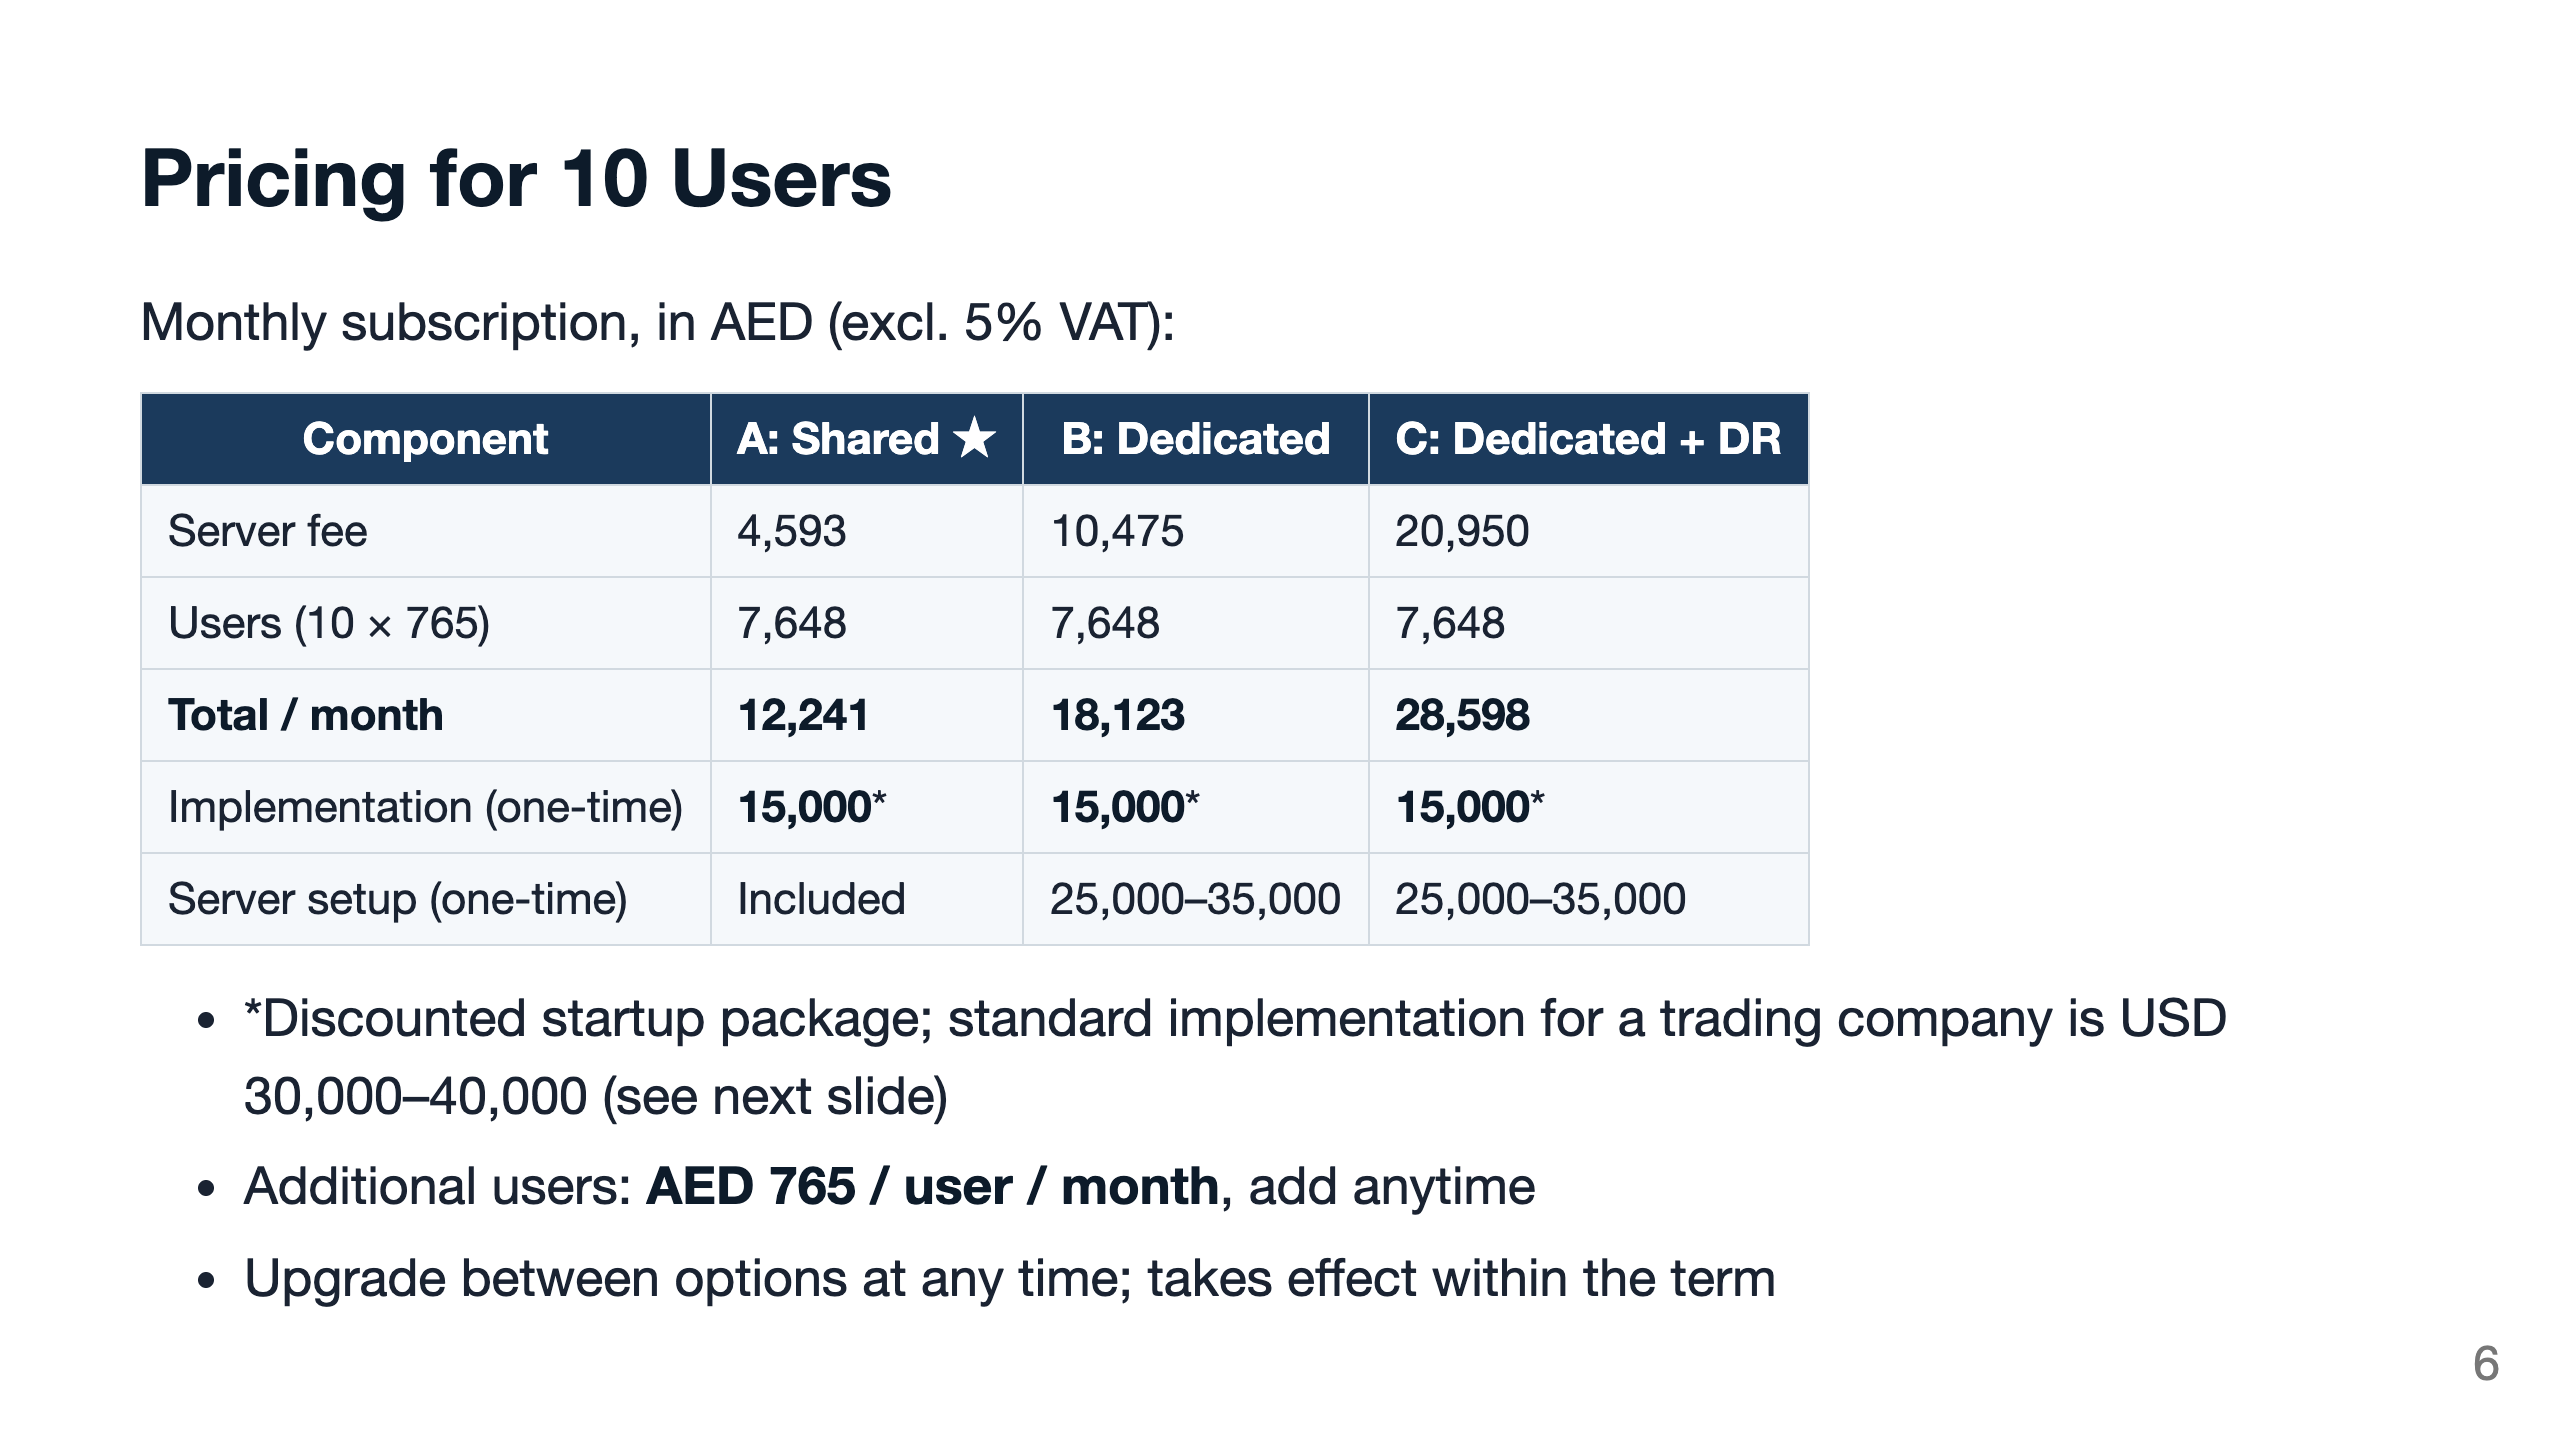 Pricing for 10 Users
Monthly subscription, in AED (excl. 5% VAT):
Component A: Shared ★ B: Dedicated C: Dedicated + DR
Server fee 4,593 10,475 20,950
Users (10 × 765) 7,648 7,648 7,648
Total / month 12,241 18,123 28,598
Implementation (one-time) 15,000* 15,000* 15,000*
Server setup (one-time) Included 25,000–35,000 25,000–35,000
• *Discounted startup package; standard implementation for a trading company is USD
30,000–40,000 (see next slide)
• Additional users: AED 765 / user / month, add anytime
• Upgrade between options at any time; takes effect within the term
6